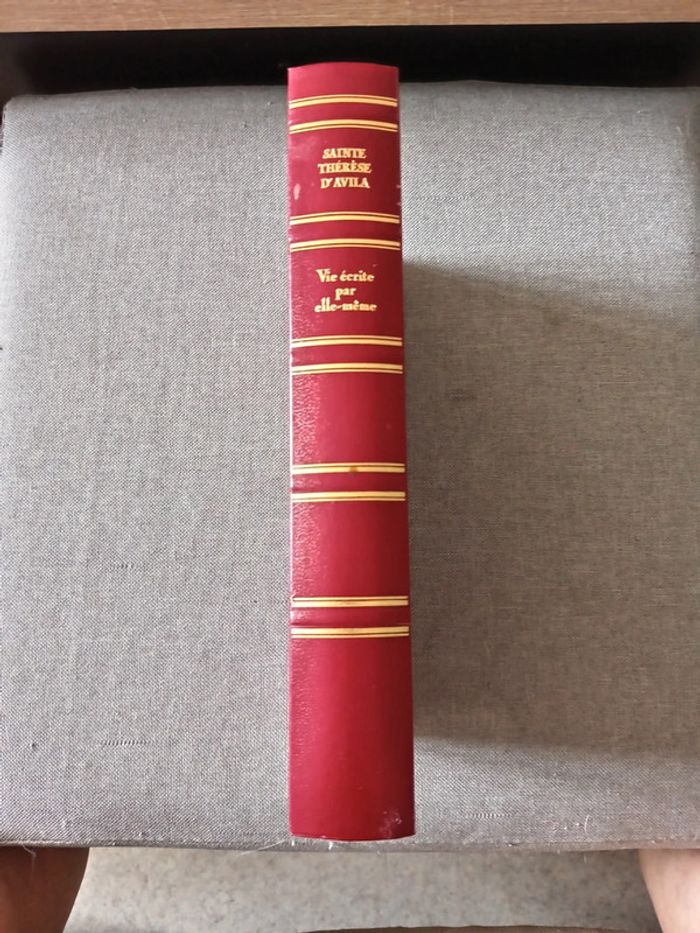 SAINTE
THÉRÈSE
D'AVILA
Vie écrite
par
elle-même